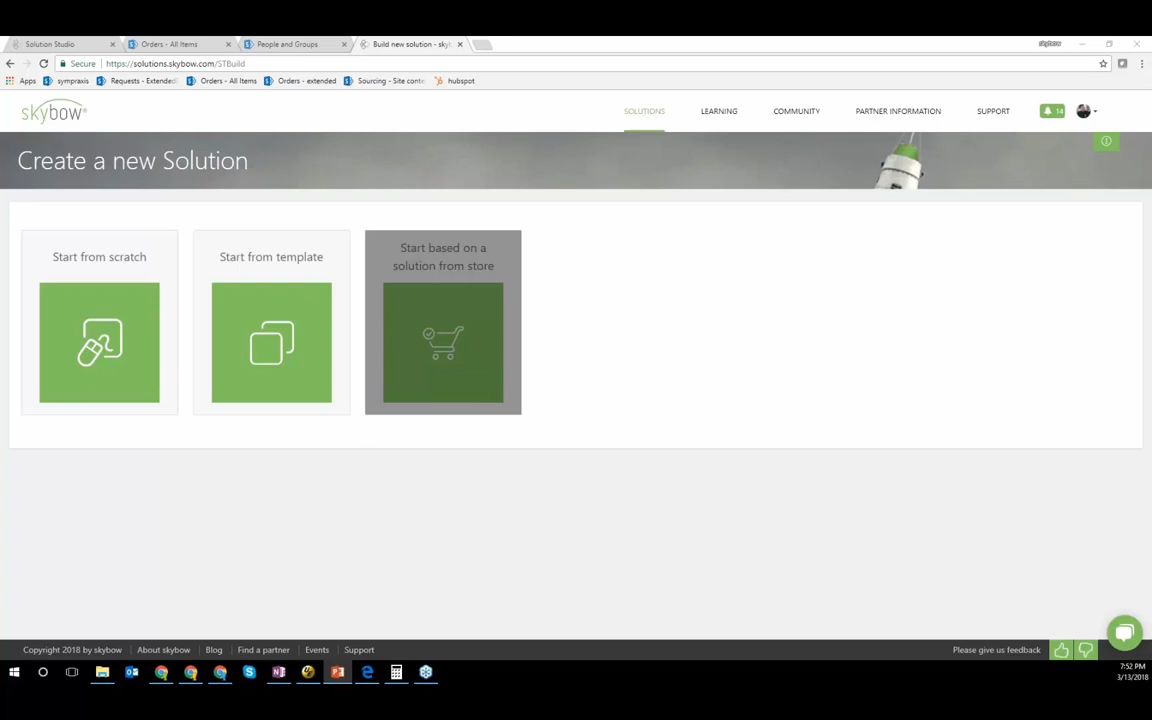 Solution Studio
Orders - All Items
People and Groups
Build new solution - sky
skybow
Secure
https://solutions.skybow.com/STBuild
Apps
sympraxis
Requests - Extended
Orders - All Items
Orders - extended
Sourcing - Site conte
hubspot
skybow®
SOLUTIONS
LEARNING
COMMUNITY
PARTNER INFORMATION
SUPPORT
14
Create a new Solution
Start from scratch
Start from template
Start based on a
solution from store
Copyright 2018 by skybow
About skybow
Blog
Find a partner
Events
Support
Please give us feedback
7:52 PM
3/13/2018